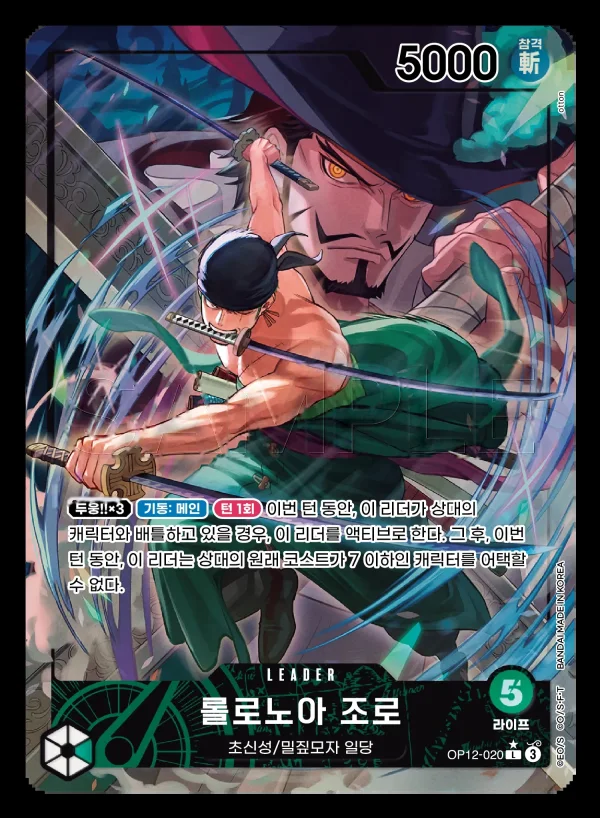 5000
참격
斬
otton
SAMPLE
두웅!!×3 기동: 메인 턴 1회 이번 턴 동안, 이 리더가 상대의
캐릭터와 배틀하고 있을 경우, 이 리더를 액티브로 한다. 그 후, 이번
턴 동안, 이 리더는 상대의 원래 코스트가 7 이하인 캐릭터를 어택할
수 없다.
LEADER
롤로노아 조로
초신성/밀짚모자 일당
5
라이프
OP12-020 L 3
©EO/S ©O/S·F·T BANDAI MADE IN KOREA